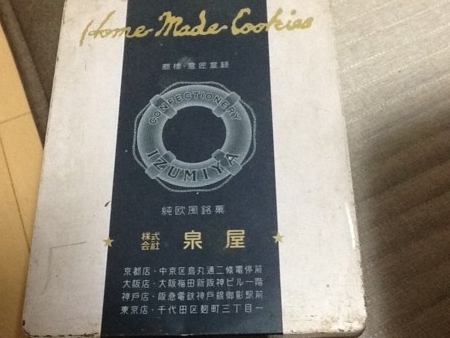 Home Made Cookies
商標・意匠登録
CONFECTIONERY
IZUMIYA
純欧風銘菓
株式会社 泉屋
京都店・中京区烏丸通二條電停前
大阪店・大阪梅田新阪神ビル一階
神戸店・阪急電鉄神戸線御影駅前
東京店・千代田区麹町三丁目一